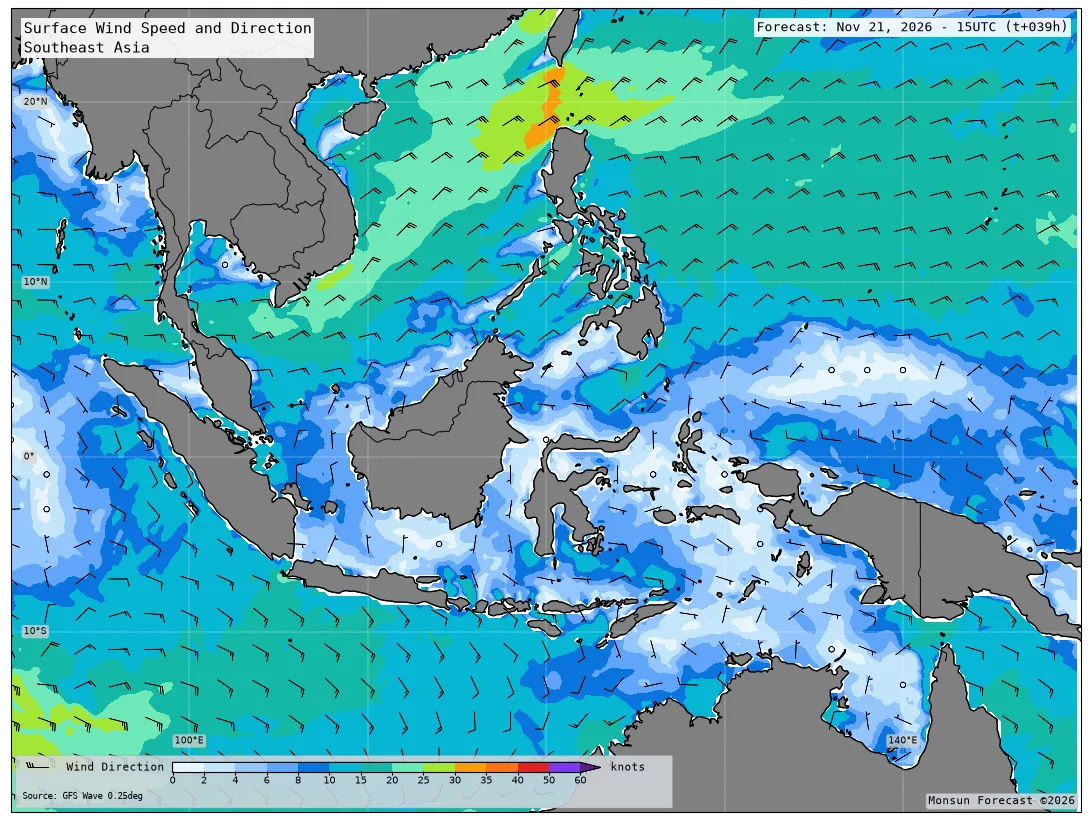 Surface Wind Speed and Direction
Southeast Asia
Forecast: Nov 21, 2026 - 15UTC (t+039h)
20°N
10°N
0°
10°S
100°E
140°E
Wind Direction
0 2 4 6 8 10 15 20 25 30 35 40 50 60
knots
Source: GFS Wave 0.25deg
Monsun Forecast ©2026